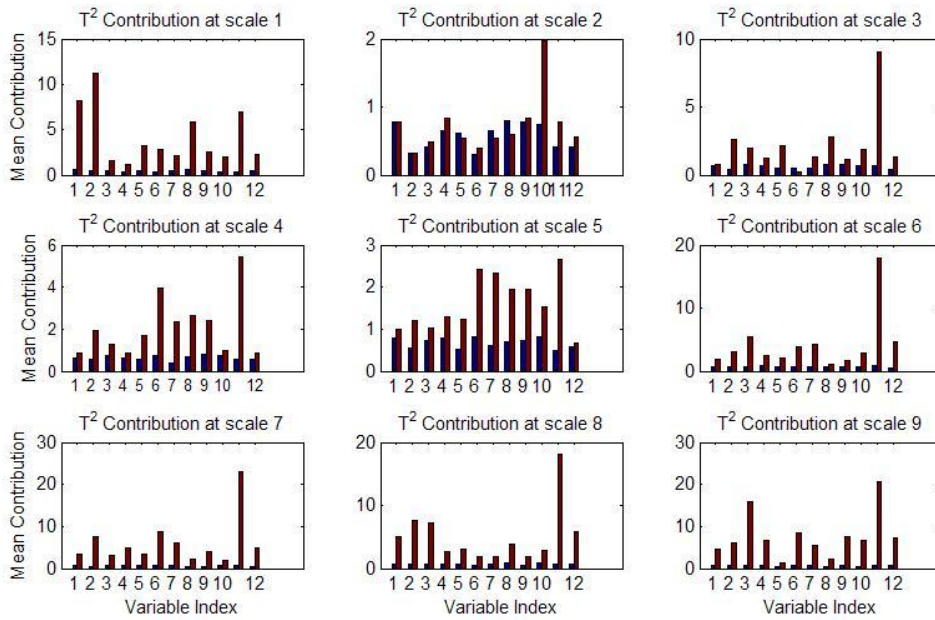 T² Contribution at scale 1
T² Contribution at scale 2
T² Contribution at scale 3
Mean Contribution
15
10
5
0
1 2 3 4 5 6 7 8 9 10 12
2
1
0
1 2 3 4 5 6 7 8 9 10 11 12
10
5
0
1 2 3 4 5 6 7 8 9 10 12
T² Contribution at scale 4
T² Contribution at scale 5
T² Contribution at scale 6
Mean Contribution
6
4
2
0
1 2 3 4 5 6 7 8 9 10 12
3
2
1
0
1 2 3 4 5 6 7 8 9 10 12
20
10
0
1 2 3 4 5 6 7 8 9 10 12
T² Contribution at scale 7
T² Contribution at scale 8
T² Contribution at scale 9
Mean Contribution
30
20
10
0
1 2 3 4 5 6 7 8 9 10 12
Variable Index
20
10
0
1 2 3 4 5 6 7 8 9 10 12
Variable Index
30
20
10
0
1 2 3 4 5 6 7 8 9 10 12
Variable Index